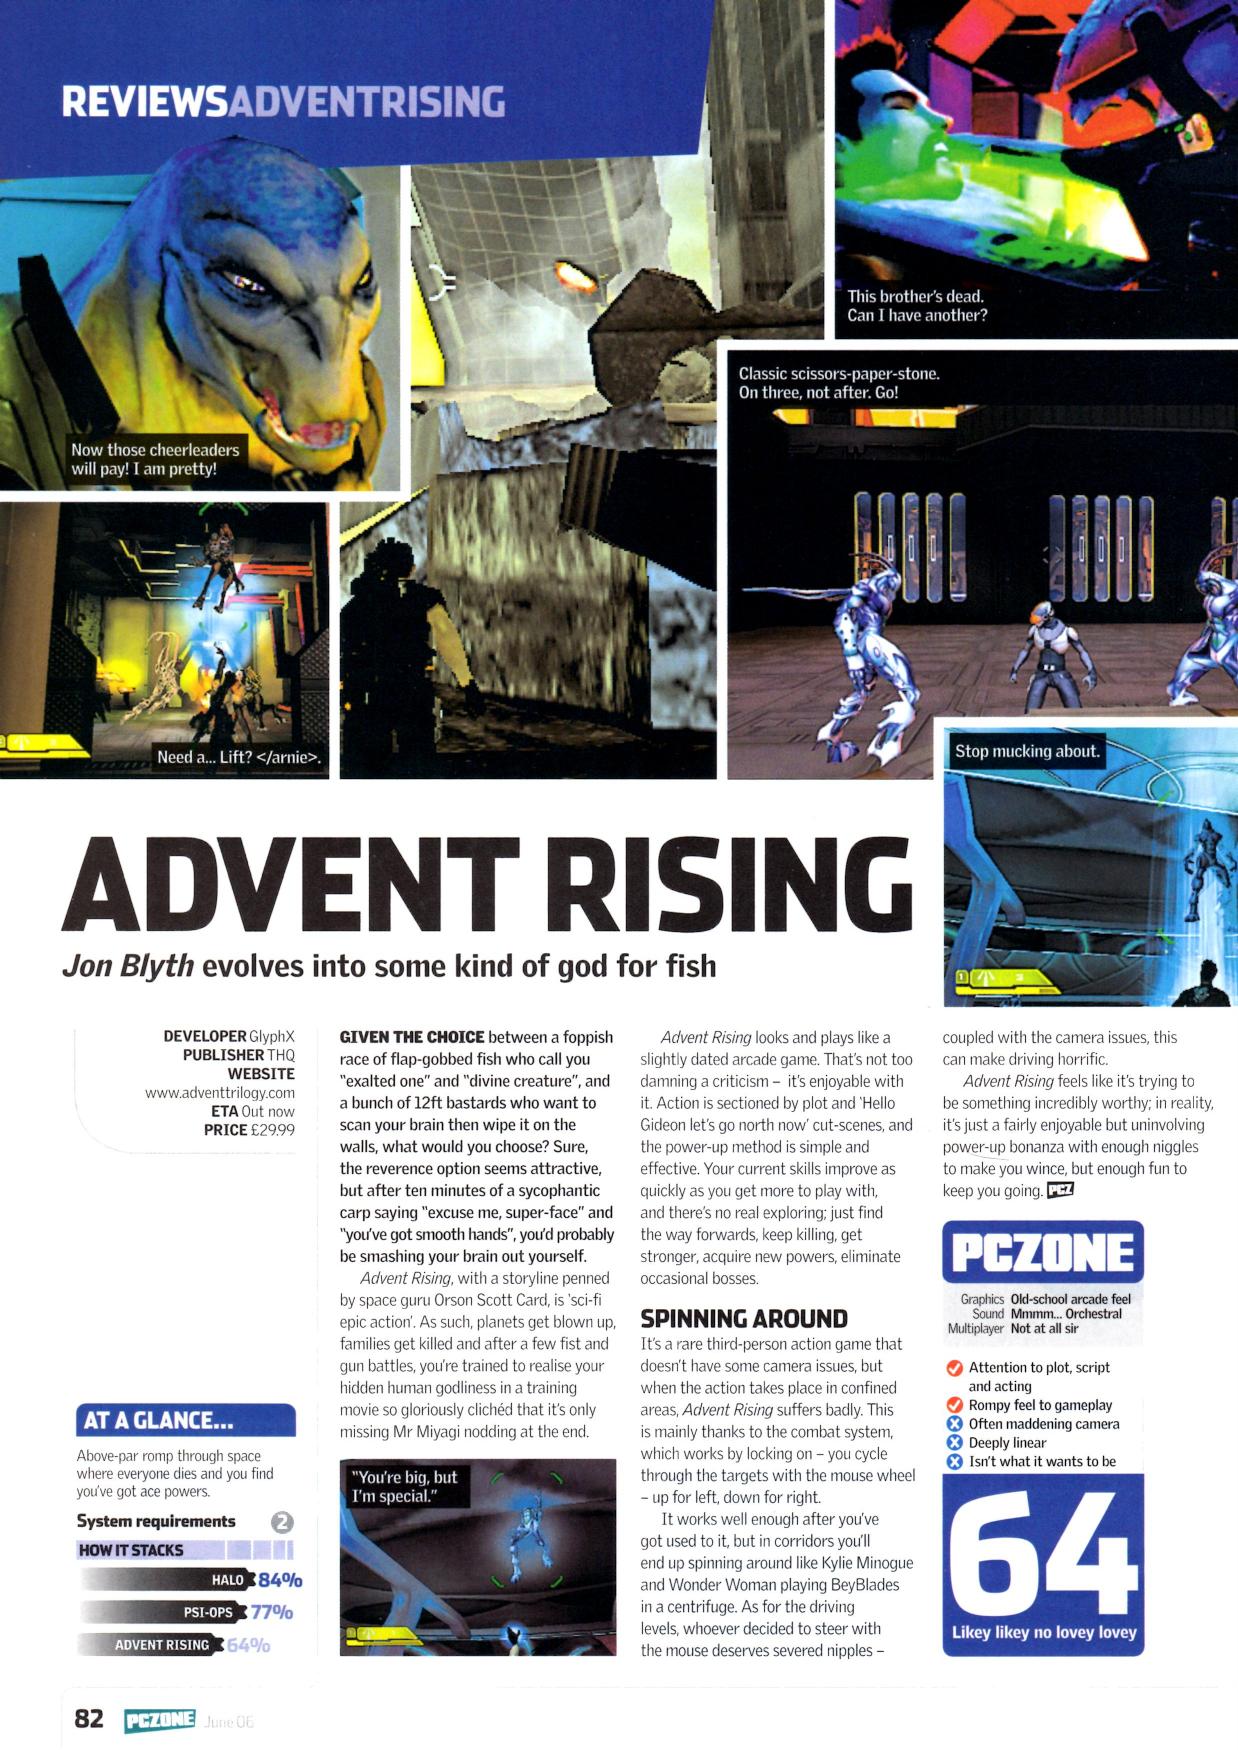 REVIEWSADVENTRISING
This brother's dead.
Can I have another?
Classic scissors-paper-stone.
On three, not after. Go!
Now those cheerleaders
will pay! I am pretty!
Need a... Lift? </arnie>.
Stop mucking about.
ADVENT RISING
Jon Blyth evolves into some kind of god for fish
DEVELOPER GlyphX
PUBLISHER THQ
WEBSITE
www.adventtrilogy.com
ETA Out now
PRICE £29.99
GIVEN THE CHOICE between a foppish
race of flap-gobbed fish who call you
"exalted one" and "divine creature", and
a bunch of 12ft bastards who want to
scan your brain then wipe it on the
walls, what would you choose? Sure,
the reverence option seems attractive,
but after ten minutes of a sycophantic
carp saying "excuse me, super-face" and
"you've got smooth hands", you'd probably
be smashing your brain out yourself.
Advent Rising, with a storyline penned
by space guru Orson Scott Card, is 'sci-fi
epic action'. As such, planets get blown up,
families get killed and after a few fist and
gun battles, you're trained to realise your
hidden human godliness in a training
movie so gloriously clichéd that it's only
missing Mr Miyagi nodding at the end.
"You're big, but
I'm special."
Advent Rising looks and plays like a
slightly dated arcade game. That's not too
damning a criticism – it's enjoyable with
it. Action is sectioned by plot and 'Hello
Gideon let's go north now' cut-scenes, and
the power-up method is simple and
effective. Your current skills improve as
quickly as you get more to play with,
and there's no real exploring; just find
the way forwards, keep killing, get
stronger, acquire new powers, eliminate
occasional bosses.
SPINNING AROUND
It's a rare third-person action game that
doesn't have some camera issues, but
when the action takes place in confined
areas, Advent Rising suffers badly. This
is mainly thanks to the combat system,
which works by locking on – you cycle
through the targets with the mouse wheel
– up for left, down for right.
It works well enough after you've
got used to it, but in corridors you'll
end up spinning around like Kylie Minogue
and Wonder Woman playing BeyBlades
in a centrifuge. As for the driving
levels, whoever decided to steer with
the mouse deserves severed nipples –
coupled with the camera issues, this
can make driving horrific.
Advent Rising feels like it's trying to
be something incredibly worthy; in reality,
it's just a fairly enjoyable but uninvolving
power-up bonanza with enough niggles
to make you wince, but enough fun to
keep you going. PCZ
PCZONE
Graphics Old-school arcade feel
Sound Mmmm... Orchestral
Multiplayer Not at all sir
Attention to plot, script
and acting
Rompy feel to gameplay
Often maddening camera
Deeply linear
Isn't what it wants to be
64
Likey likey no lovey lovey
AT A GLANCE...
Above-par romp through space
where everyone dies and you find
you've got ace powers.
System requirements 2
HOW IT STACKS
HALO 84%
PSI-OPS 77%
ADVENT RISING 64%
82 PCZONE June 06